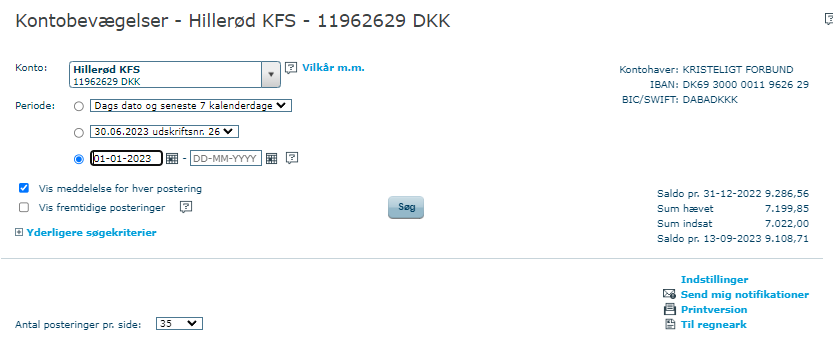 Kontobevægelser - Hillerød KFS - 11962629 DKK
Konto:
Hillerød KFS
11962629 DKK
Vilkår m.m.
Kontohaver: KRISTELIGT FORBUND
IBAN: DK69 3000 0011 9626 29
BIC/SWIFT: DABADKKK
Periode:
Dags dato og seneste 7 kalenderdage
30.06.2023 udskriftsnr. 26
01-01-2023 - DD-MM-YYYY
Vis meddelelse for hver postering
Vis fremtidige posteringer
Søg
Yderligere søgekriterier
Saldo pr. 31-12-2022 9.286,56
Sum hævet 7.199,85
Sum indsat 7.022,00
Saldo pr. 13-09-2023 9.108,71
Indstillinger
Send mig notifikationer
Printversion
Til regneark
Antal posteringer pr. side: 35